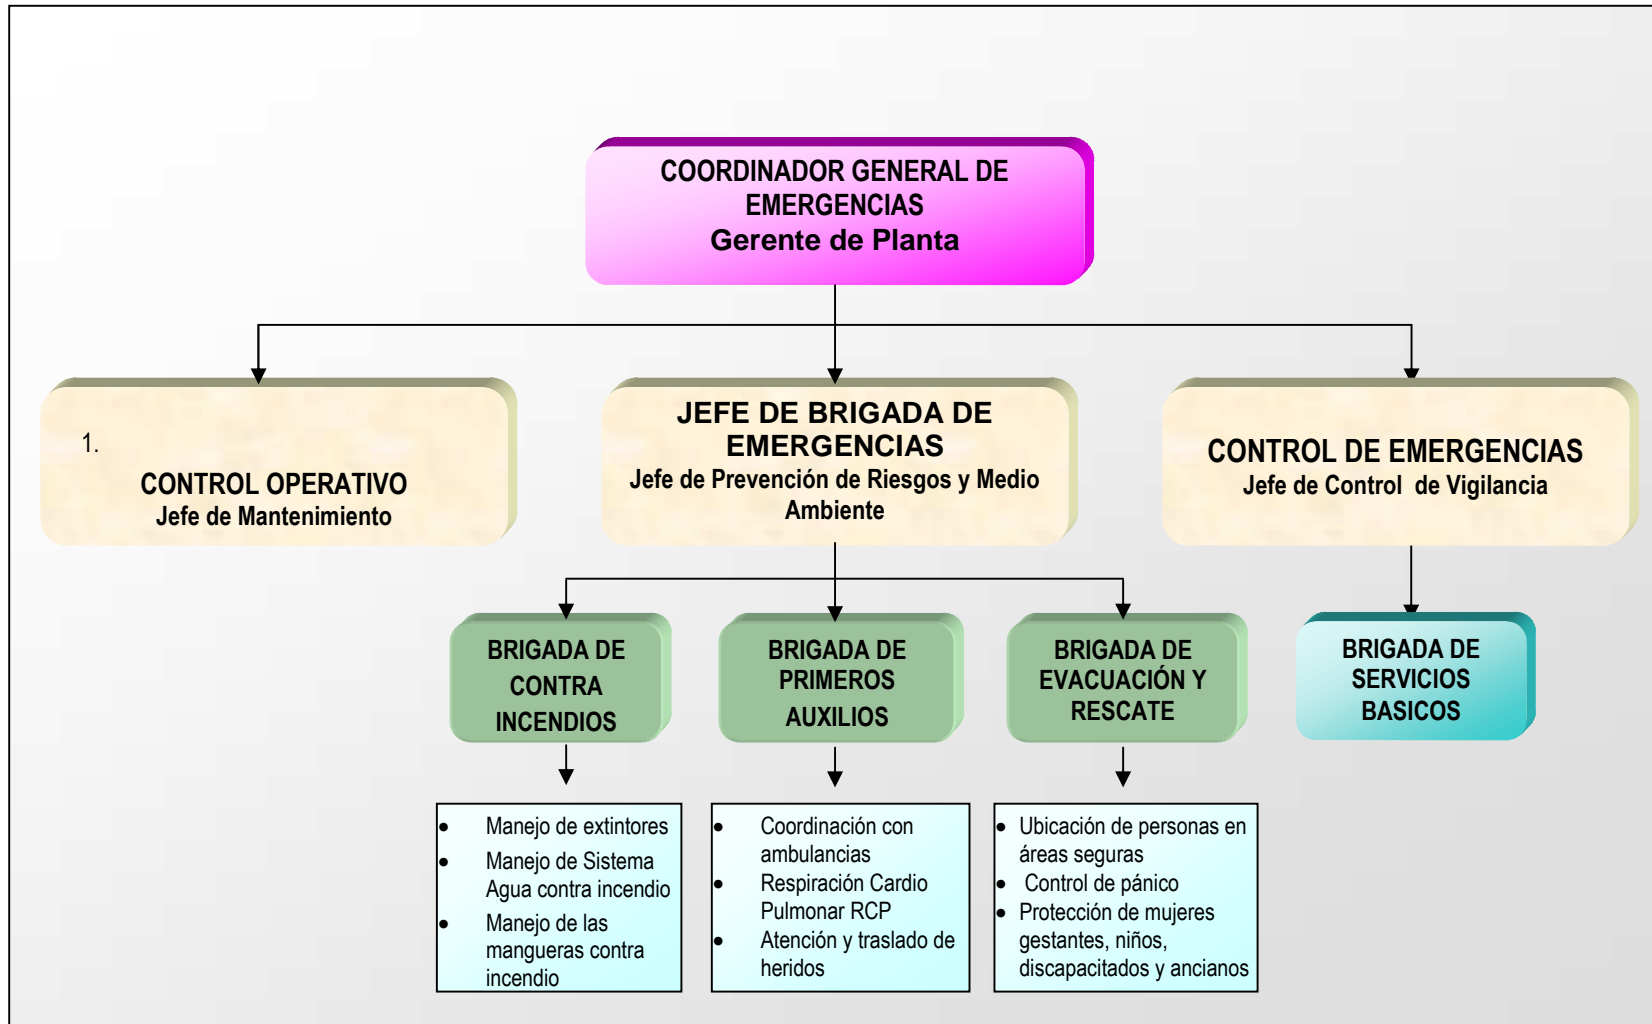 COORDINADOR GENERAL DE
EMERGENCIAS
Gerente de Planta
1.
CONTROL OPERATIVO
Jefe de Mantenimiento
JEFE DE BRIGADA DE
EMERGENCIAS
Jefe de Prevención de Riesgos y Medio
Ambiente
CONTROL DE EMERGENCIAS
Jefe de Control  de Vigilancia
BRIGADA DE
CONTRA
INCENDIOS
BRIGADA DE
PRIMEROS
AUXILIOS
BRIGADA DE
EVACUACIÓN Y
RESCATE
BRIGADA DE
SERVICIOS
BASICOS
• Manejo de extintores
• Manejo de Sistema
Agua contra incendio
• Manejo de las
mangueras contra
incendio
• Coordinación con
ambulancias
• Respiración Cardio
Pulmonar RCP
• Atención y traslado de
heridos
• Ubicación de personas en
áreas seguras
• Control de pánico
• Protección de mujeres
gestantes, niños,
discapacitados y ancianos